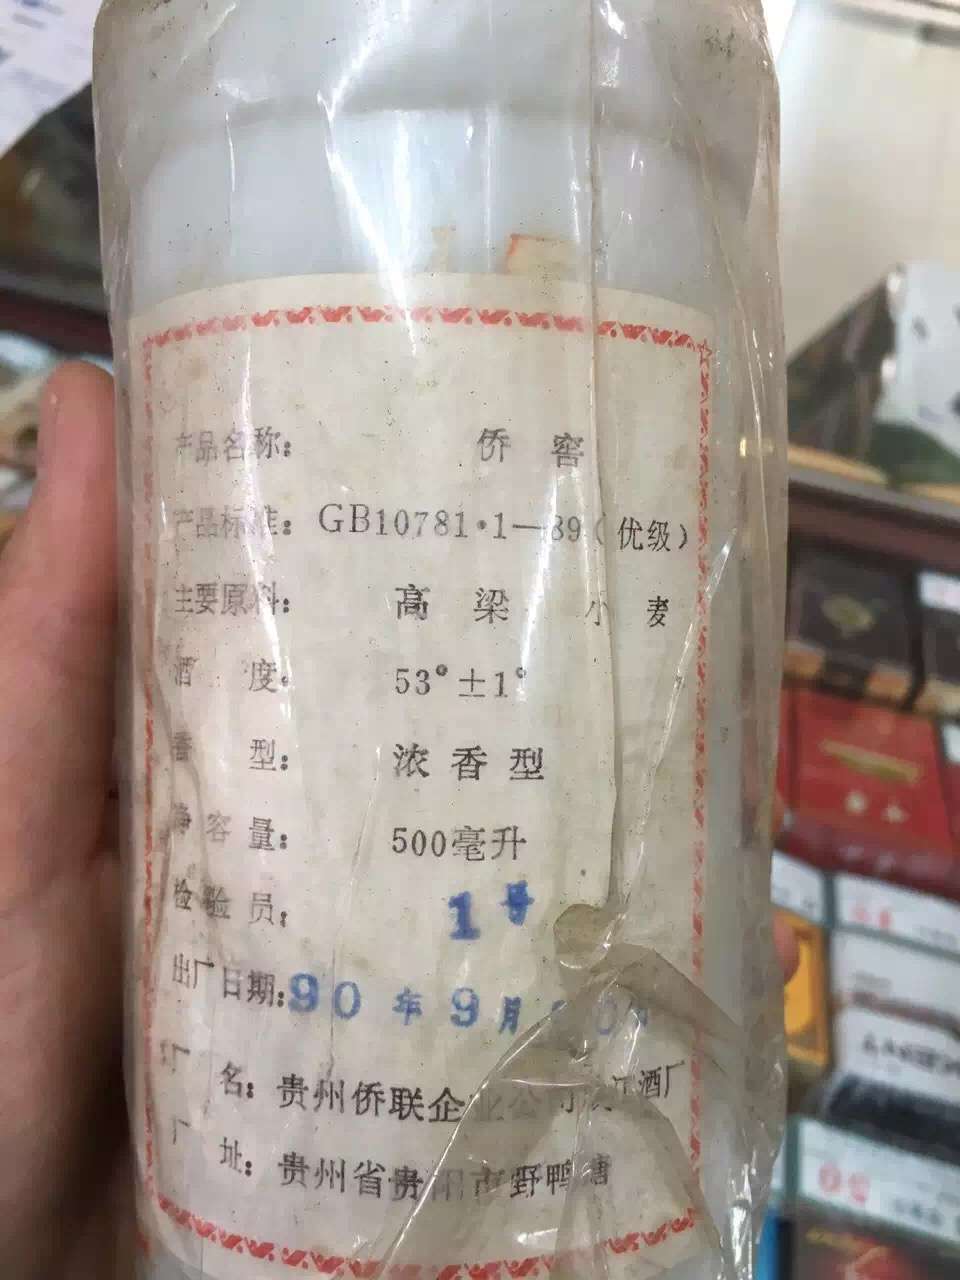 产品名称： 侨 窖
产品标准： GB10781·1—89（优级）
主要原料： 高 梁 小 麦
酒 度： 53°±1°
香 型： 浓香型
净容量： 500毫升
检验员： 1号
出厂日期：90年9月
厂 名：贵州侨联企业公司 酒厂
厂 址：贵州省贵阳市野鸭塘